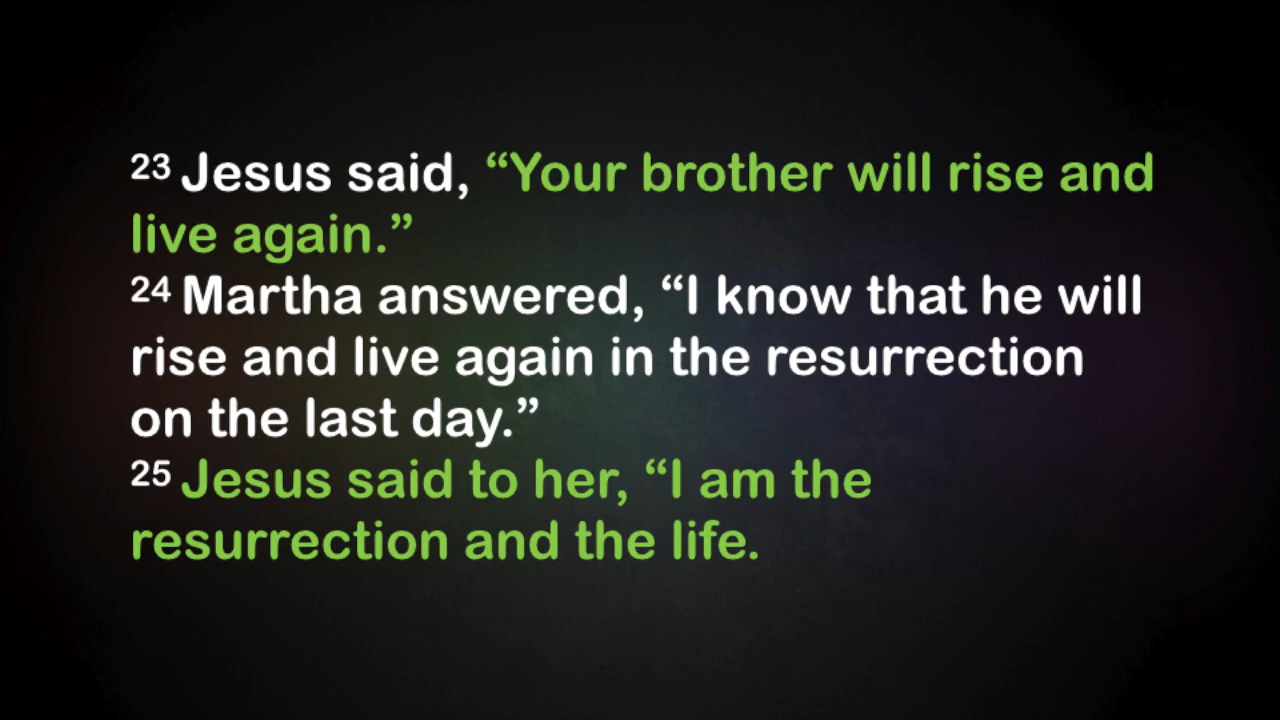 23 Jesus said, “Your brother will rise and
live again.”
24 Martha answered, “I know that he will
rise and live again in the resurrection
on the last day.”
25 Jesus said to her, “I am the
resurrection and the life.